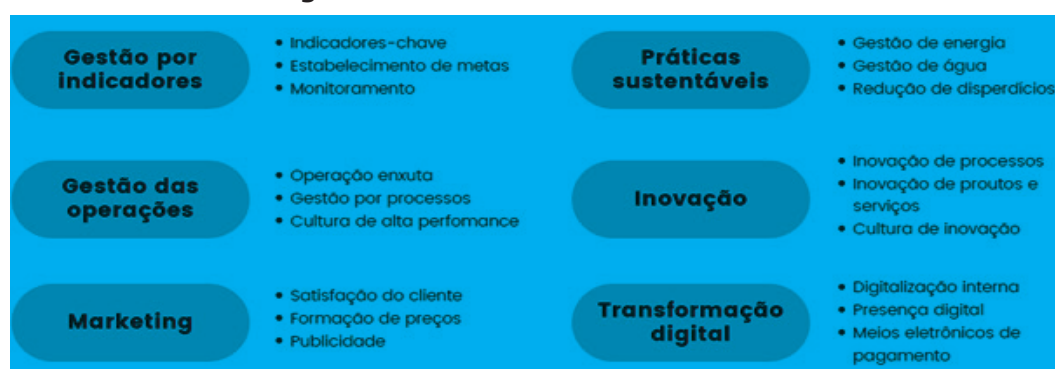 Gestão por
indicadores
• Indicadores-chave
• Estabelecimento de metas
• Monitoramento
Práticas
sustentáveis
• Gestão de energia
• Gestão de água
• Redução de disperdícios
Gestão das
operações
• Operação enxuta
• Gestão por processos
• Cultura de alta perfomance
Inovação
• Inovação de processos
• Inovação de proutos e
serviços
• Cultura de inovação
Marketing
• Satisfação do cliente
• Formação de preços
• Publicidade
Transformação
digital
• Digitalização interna
• Presença digital
• Meios eletrônicos de
pagamento